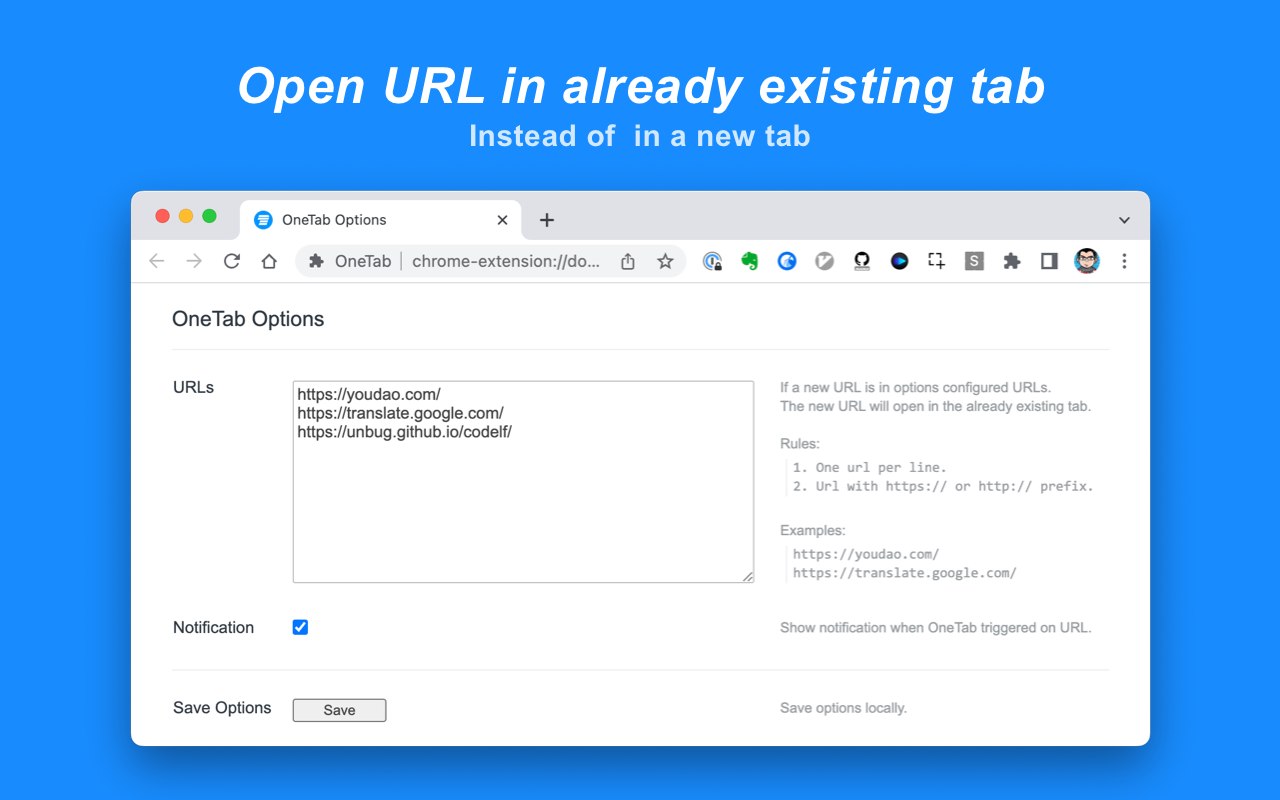 Open URL in already existing tab
Instead of  in a new tab
OneTab Options
OneTab
chrome-extension://do...
S
OneTab Options
URLs
https://youdao.com/
https://translate.google.com/
https://unbug.github.io/codelf/
If a new URL is in options configured URLs.
The new URL will open in the already existing tab.
Rules:
1. One url per line.
2. Url with https:// or http:// prefix.
Examples:
https://youdao.com/
https://translate.google.com/
Notification
Show notification when OneTab triggered on URL.
Save Options
Save
Save options locally.